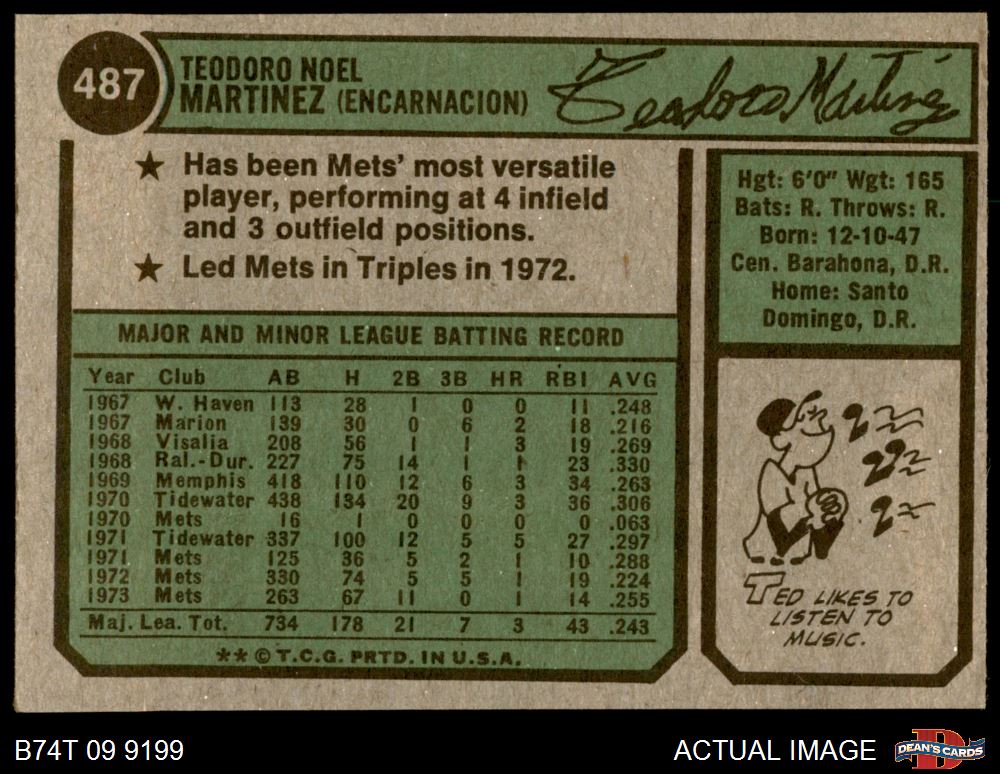 487
TEODORO NOEL
MARTINEZ (ENCARNACION)
Teodoro Martínez
★ Has been Mets' most versatile
player, performing at 4 infield
and 3 outfield positions.
★ Led Mets in Triples in 1972.
Hgt: 6'0" Wgt: 165
Bats: R. Throws: R.
Born: 12-10-47
Cen. Barahona, D.R.
Home: Santo
Domingo, D.R.
MAJOR AND MINOR LEAGUE BATTING RECORD
Year Club AB H 2B 3B HR RBI AVG
1967 W. Haven 113 28 1 0 0 11 .248
1967 Marion 139 30 0 6 2 18 .216
1968 Visalia 208 56 1 1 3 19 .269
1968 Ral.-Dur. 227 75 14 1 1 23 .330
1969 Memphis 418 110 12 6 3 34 .263
1970 Tidewater 438 134 20 9 3 36 .306
1970 Mets 16 1 0 0 0 0 .063
1971 Tidewater 337 100 12 5 5 27 .297
1971 Mets 125 36 5 2 1 10 .288
1972 Mets 330 74 5 5 1 19 .224
1973 Mets 263 67 11 0 1 14 .255
Maj. Lea. Tot. 734 178 21 7 3 43 .243
** © T.C.G. PRTD. IN U.S.A.
TED LIKES TO
LISTEN TO
MUSIC.
B74T 09 9199
ACTUAL IMAGE
D
DEAN'S CARDS